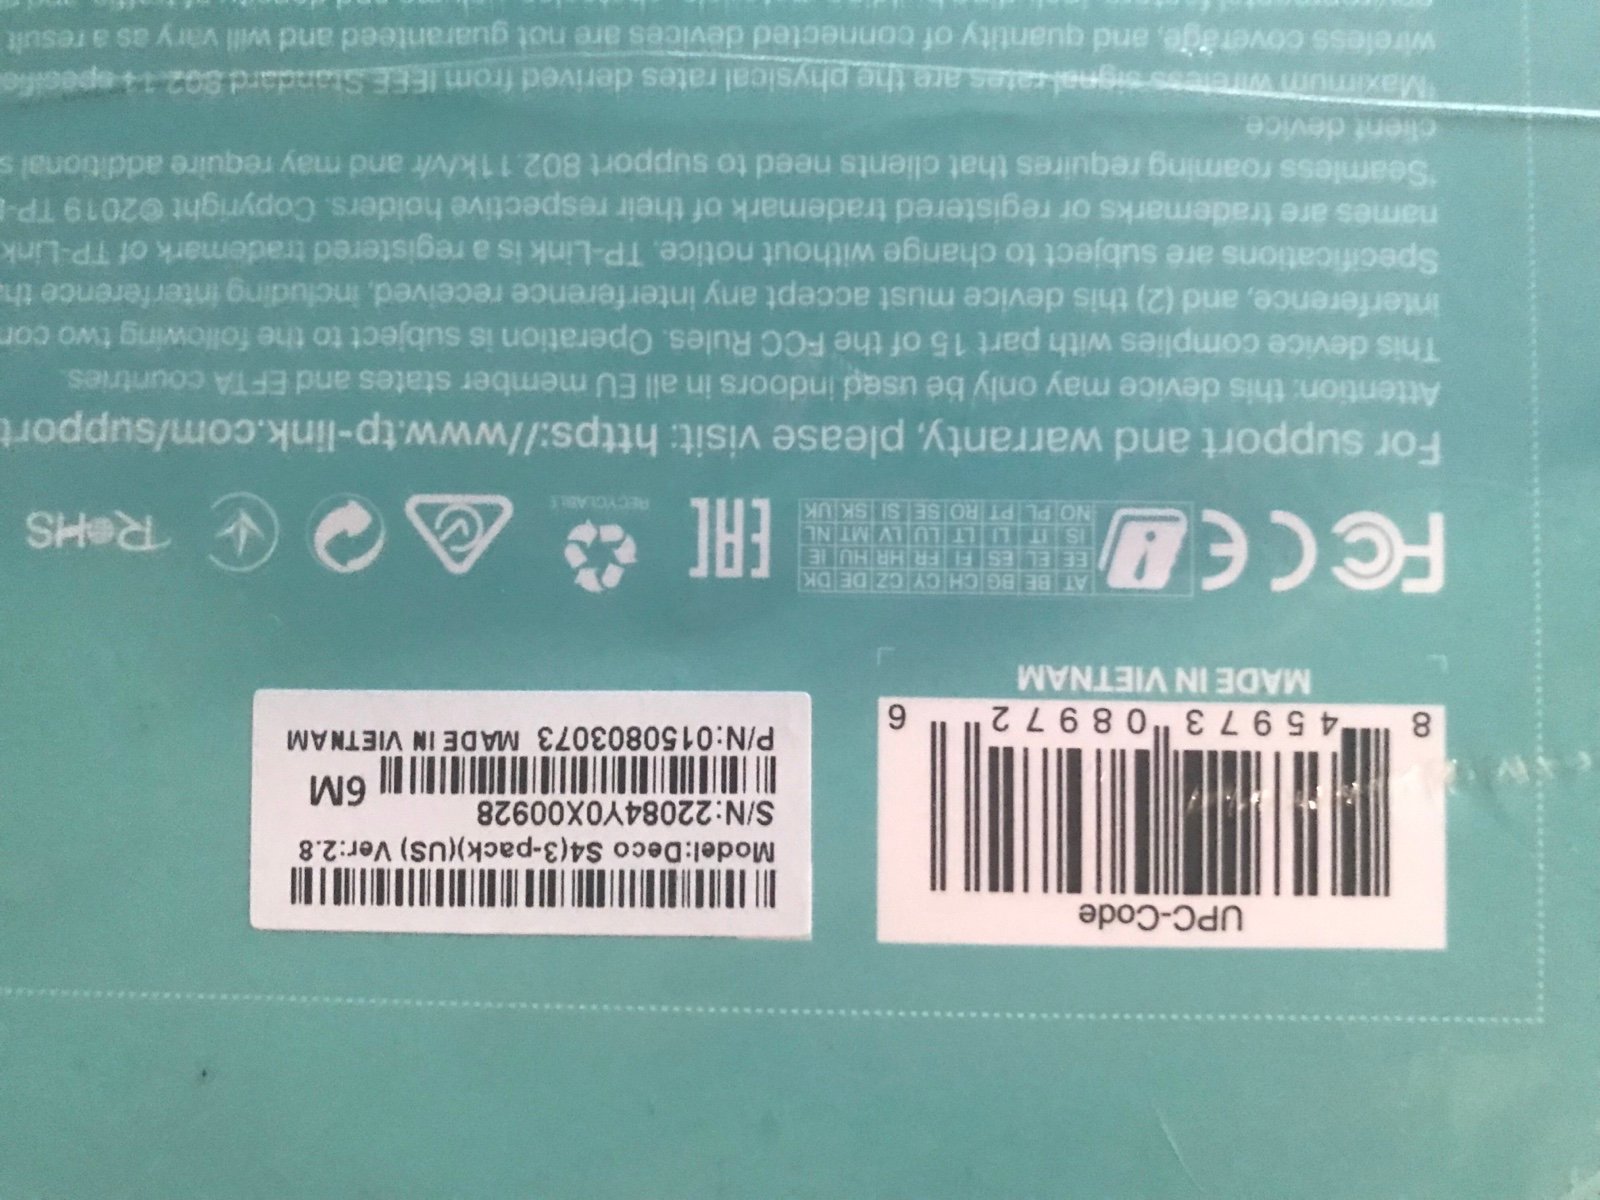 UPC-Code
8 45973 08972 6
MADE IN VIETNAM
Model:Deco S4(3-pack)(US) Ver:2.8
S/N:22084Y0X00928
6M
P/N:0150803073 MADE IN VIETNAM
FC CE
AT BE BG CH CY CZ DE DK
EE EL ES FI FR HR HU IE
IS IT LI LT LU LV MT NL
NO PL PT RO SE SI SK UK
EAC
RECYCLABLE
RoHS
For support and warranty, please visit: https://www.tp-link.com/support
Attention: this device may only be used indoors in all EU member states and EFTA countries.
This device complies with part 15 of the FCC Rules. Operation is subject to the following two con
interference, and (2) this device must accept any interference received, including interference tha
Specifications are subject to change without notice. TP-Link is a registered trademark of TP-Link
names are trademarks or registered trademark of their respective holders. Copyright ©2019 TP-L
*Seamless roaming requires that clients need to support 802.11k/v/r and may require additional s
client device.
*Maximum wireless signal rates are the physical rates derived from IEEE Standard 802.11 specific
wireless coverage, and quantity of connected devices are not guaranteed and will vary as a result